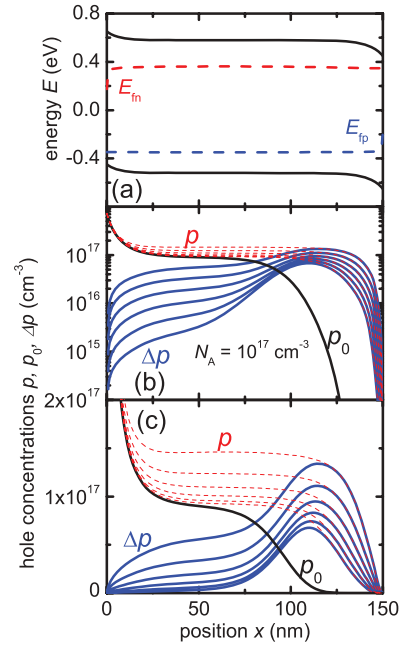 energy E (eV)
0.8
0.4
0.0
-0.4
E_fn
E_fp
(a)
hole concentrations p, p_0, Δp (cm^-3)
10^17
10^16
10^15
p
p_0
Δp
N_A = 10^17 cm^-3
(b)
2x10^17
1x10^17
0
(c)
p
Δp
p_0
0 50 100 150
position x (nm)